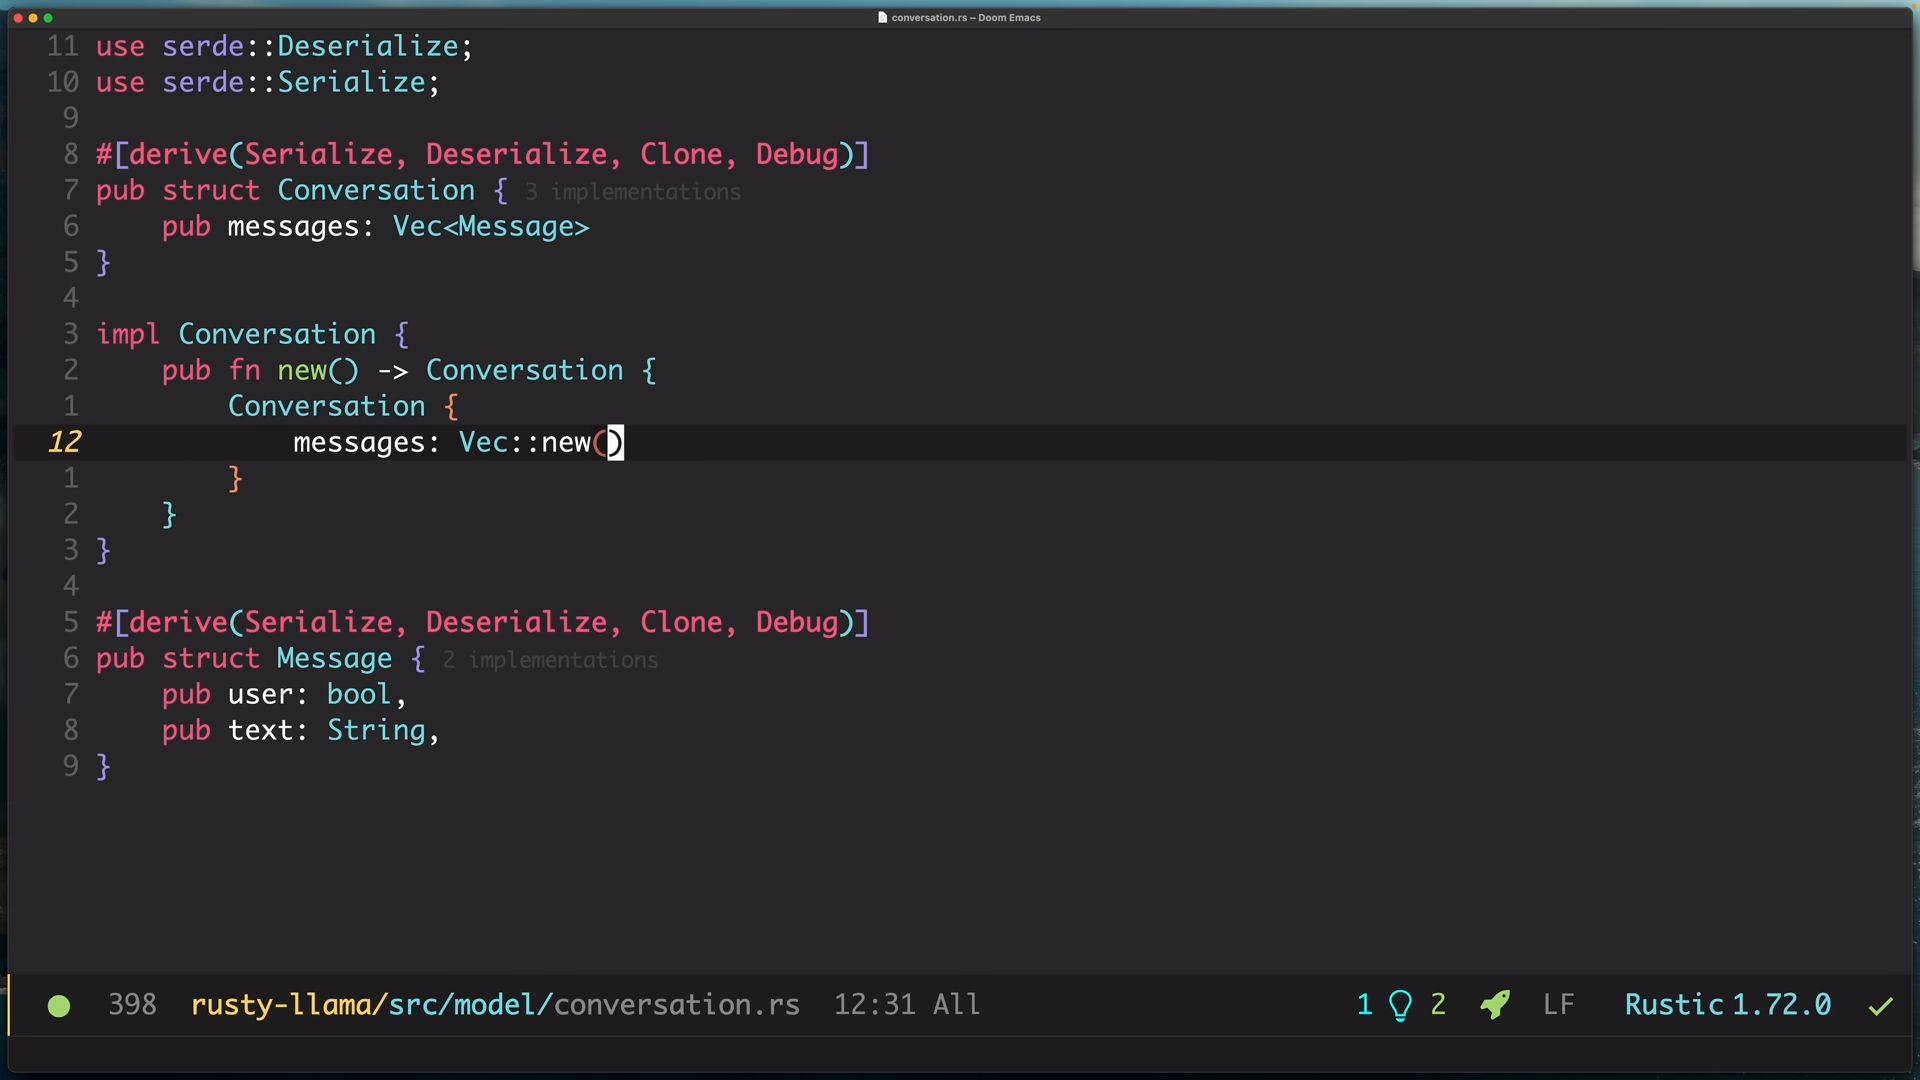 conversation.rs – Doom Emacs
11 use serde::Deserialize;
10 use serde::Serialize;
9
8 #[derive(Serialize, Deserialize, Clone, Debug)]
7 pub struct Conversation { 3 implementations
6     pub messages: Vec<Message>
5 }
4
3 impl Conversation {
2     pub fn new() -> Conversation {
1         Conversation {
12             messages: Vec::new()
1         }
2     }
3 }
4
5 #[derive(Serialize, Deserialize, Clone, Debug)]
6 pub struct Message { 2 implementations
7     pub user: bool,
8     pub text: String,
9 }
398 rusty-llama/src/model/conversation.rs 12:31 All 1 2 LF Rustic 1.72.0